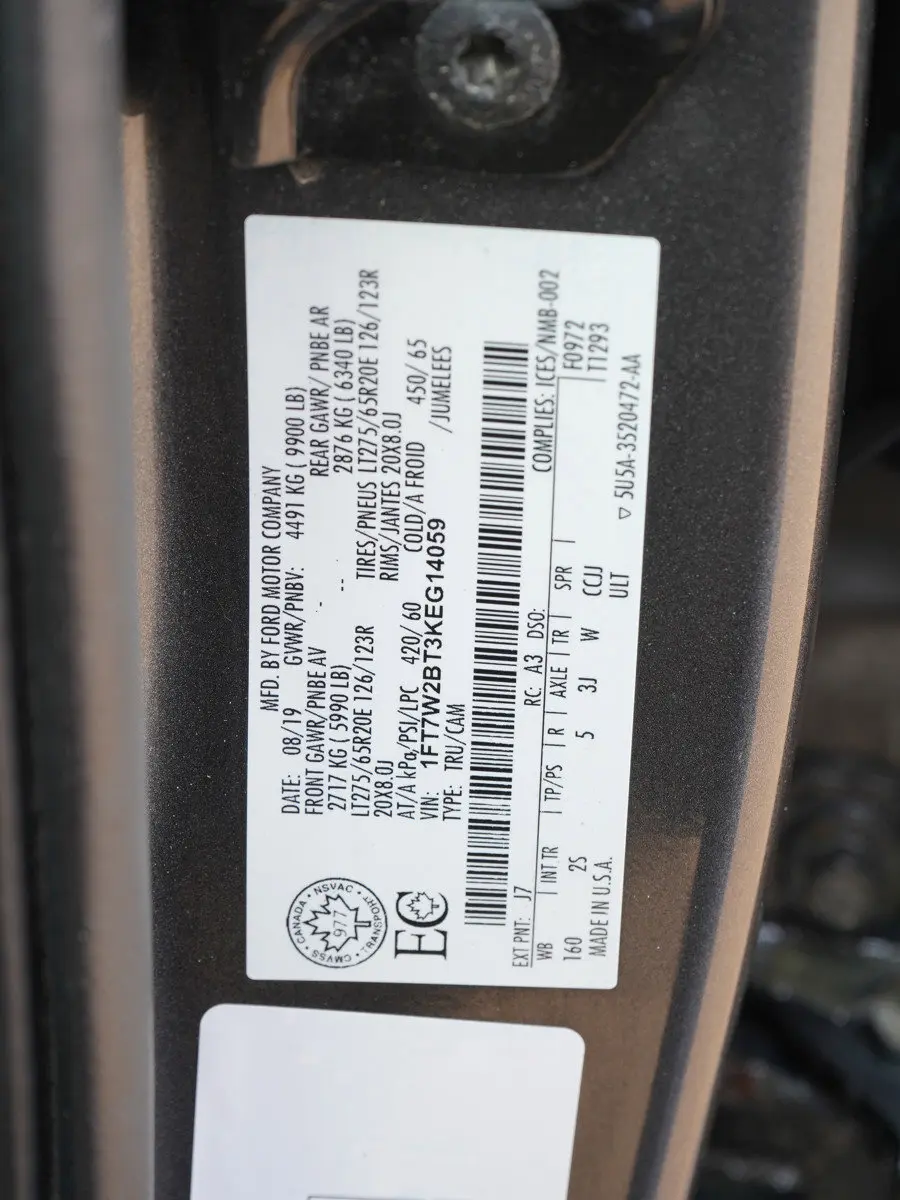 MFD. BY FORD MOTOR COMPANY
DATE: 08/19 GVWR/PNBV: 4491 KG ( 9900 LB)
FRONT GAWR/PNBE AV - REAR GAWR/ PNBE AR
2717 KG ( 5990 LB) -- 2876 KG ( 6340 LB)
LT275/65R20E 126/123R TIRES/PNEUS LT275/65R20E 126/123R
20X8.0J RIMS/JANTES 20X8.0J
AT/A kPa/PSI/LPC 420/ 60 COLD/A FROID 450/ 65
VIN: 1FT7W2BT3KEG14059 /JUMELEES
TYPE: TRU/CAM
CANADA • NSVAC • TRANSPORT • CMVSS •
977
EC
EXT PNT: J7 RC: A3 DSO: COMPLIES: ICES/NMB-002
WB | INT TR | TP/PS | R | AXLE | TR | SPR | F0972
160 2S 5 3J W CCJJ T1293
MADE IN U.S.A. ULT
▽ 5U5A-3520472-AA